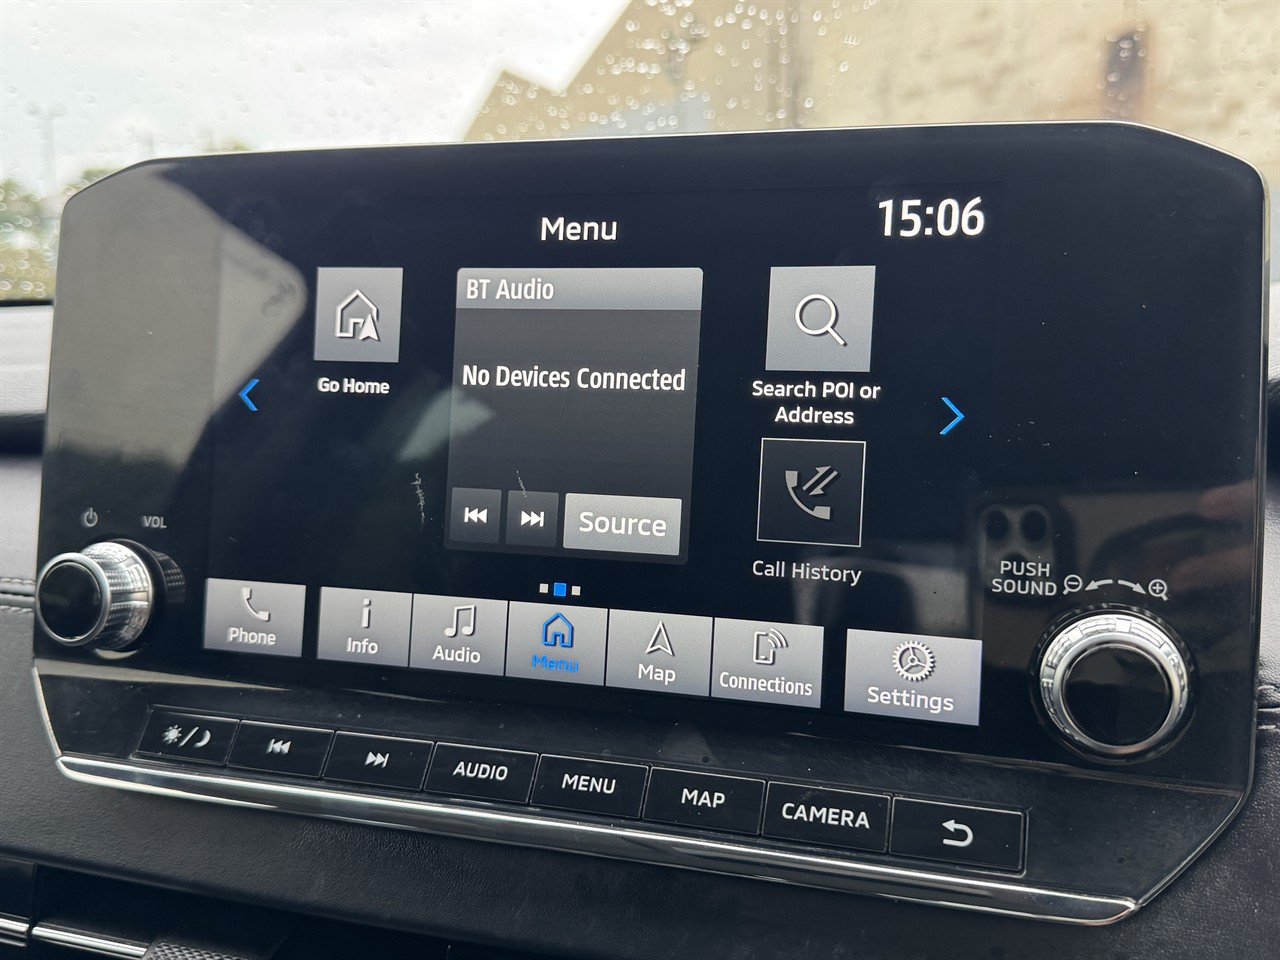 Menu
15:06
Go Home
BT Audio
No Devices Connected
Source
Search POI or
Address
Call History
VOL
PUSH
SOUND
Phone
Info
Audio
Menu
Map
Connections
Settings
AUDIO
MENU
MAP
CAMERA